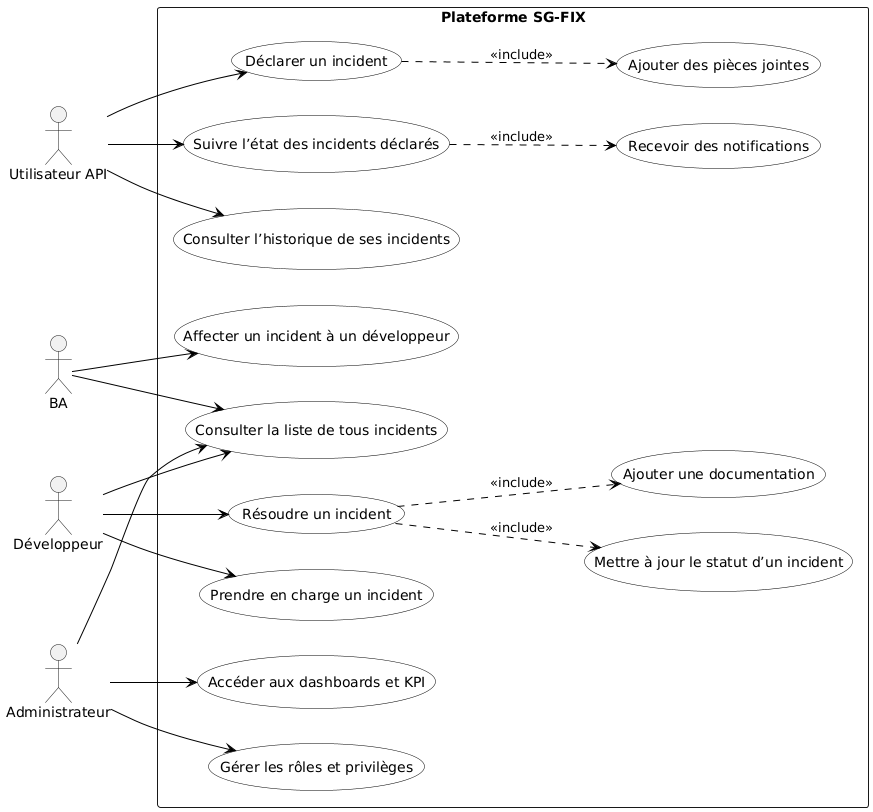 Plateforme SG-FIX
Déclarer un incident
«include»
Ajouter des pièces jointes
Utilisateur API
Suivre l’état des incidents déclarés
«include»
Recevoir des notifications
Consulter l’historique de ses incidents
Affecter un incident à un développeur
BA
Consulter la liste de tous incidents
Développeur
Résoudre un incident
«include»
Ajouter une documentation
«include»
Mettre à jour le statut d’un incident
Prendre en charge un incident
Administrateur
Accéder aux dashboards et KPI
Gérer les rôles et privilèges